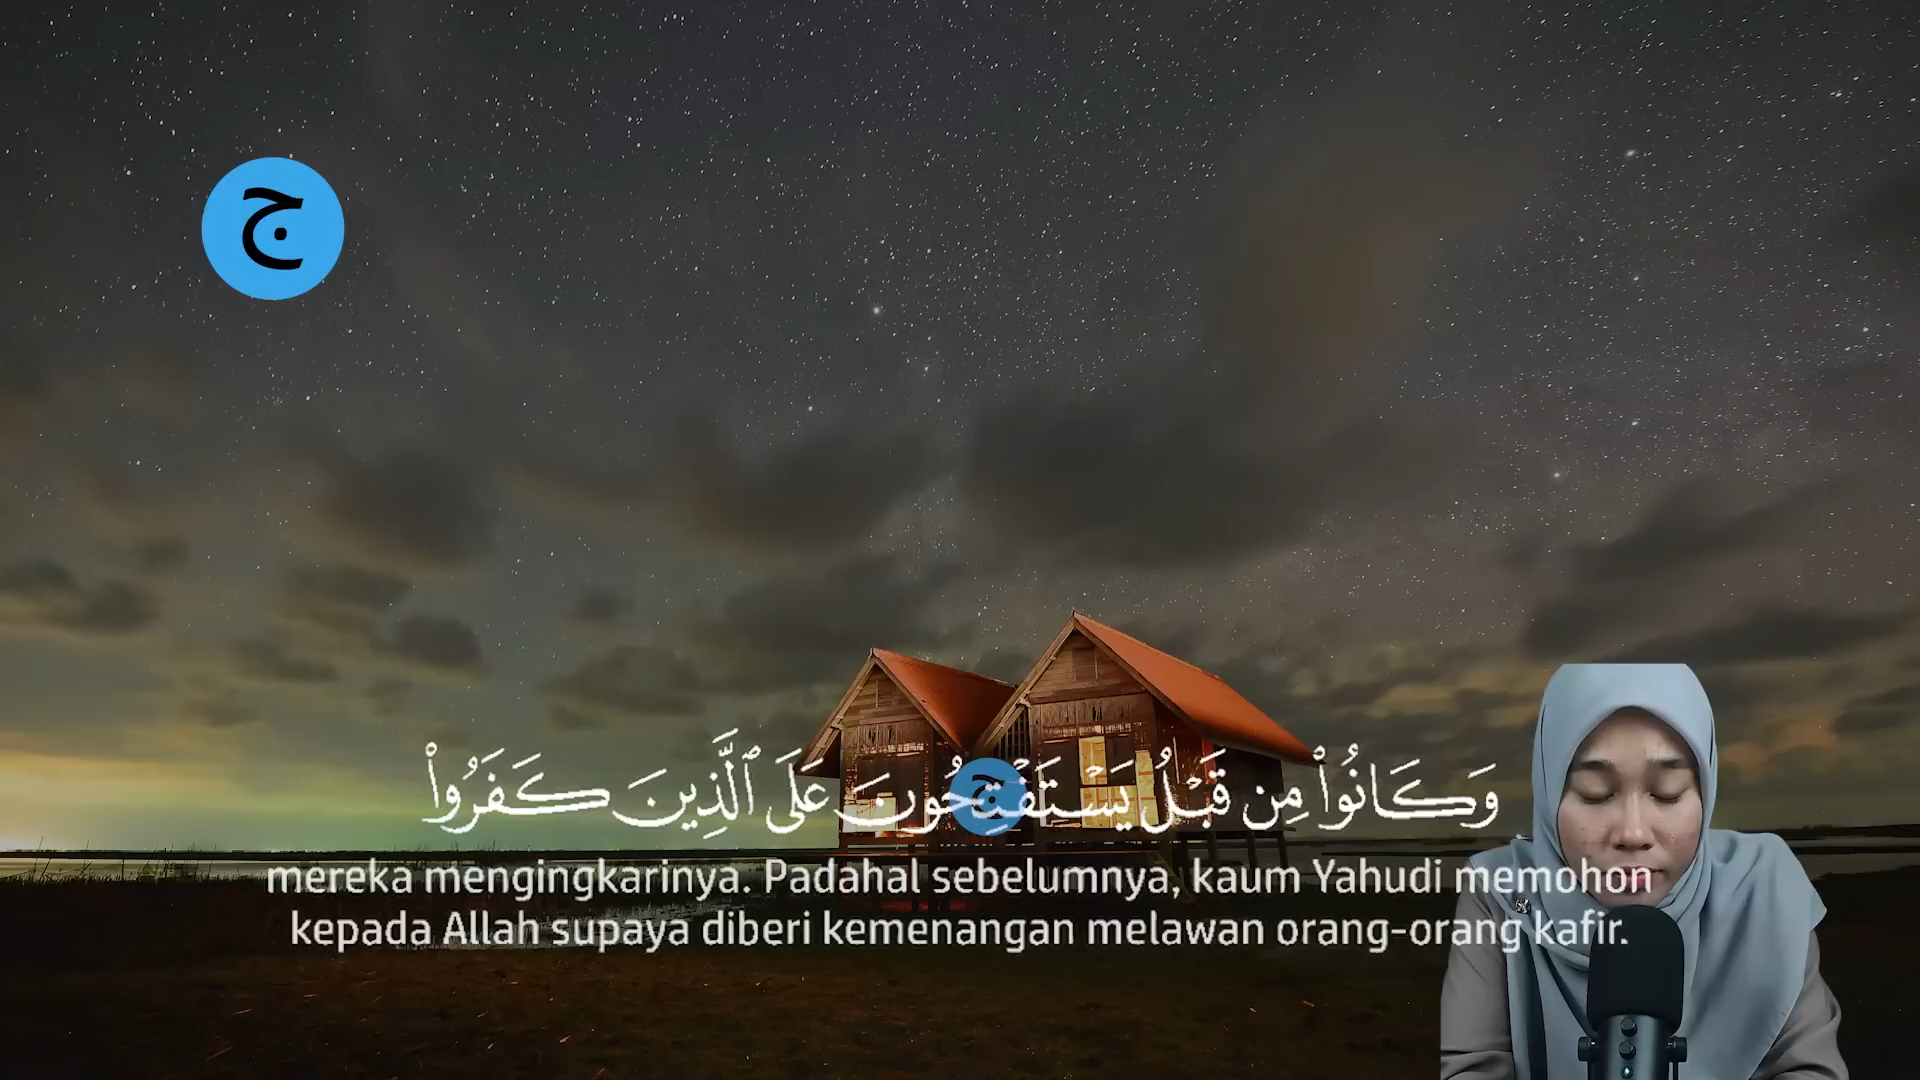 ج
وَكَانُوا۟ مِن قَبْلُ يَسْتَفْتِحُونَ عَلَى ٱلَّذِينَ كَفَرُوا۟
ج
mereka mengingkarinya. Padahal sebelumnya, kaum Yahudi memohon
kepada Allah supaya diberi kemenangan melawan orang-orang kafir.